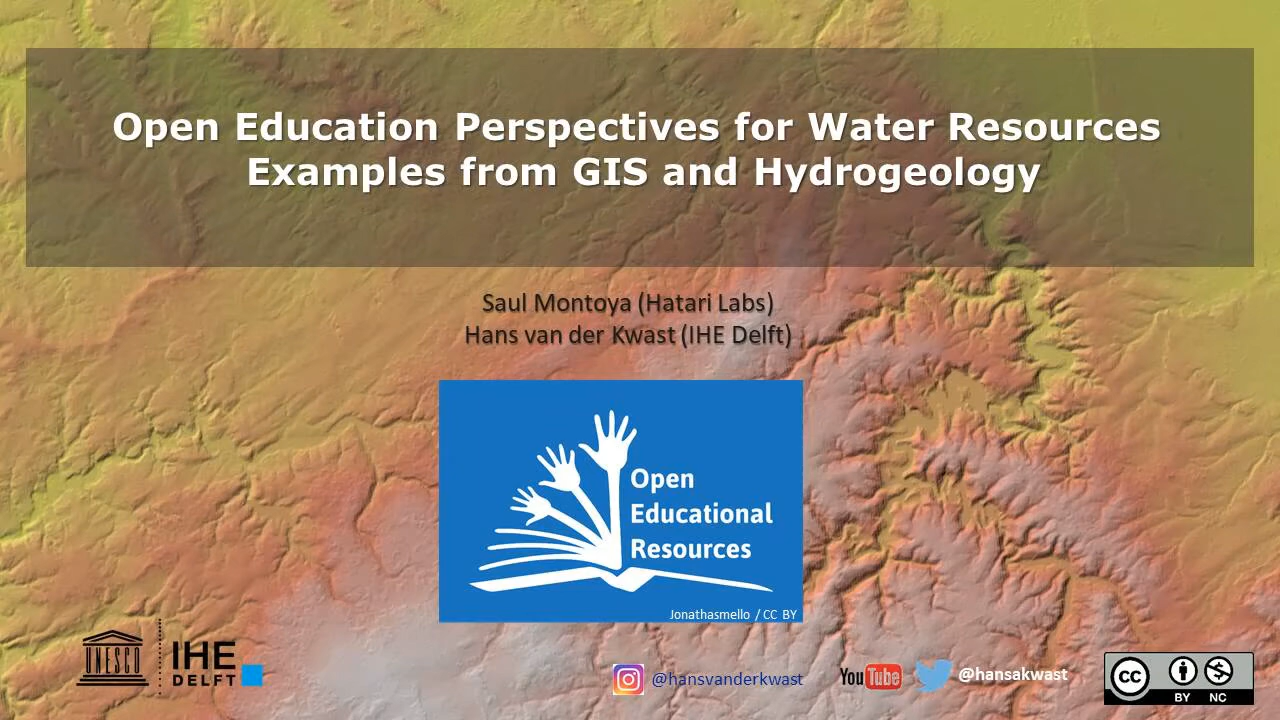 Open Education Perspectives for Water Resources
Examples from GIS and Hydrogeology
Saul Montoya (Hatari Labs)
Hans van der Kwast (IHE Delft)
Open
Educational
Resources
Jonathasmello / CC BY
UNESCO
IHE
DELFT
@hansvanderkwast
YouTube
@hansakwast
cc
BY NC